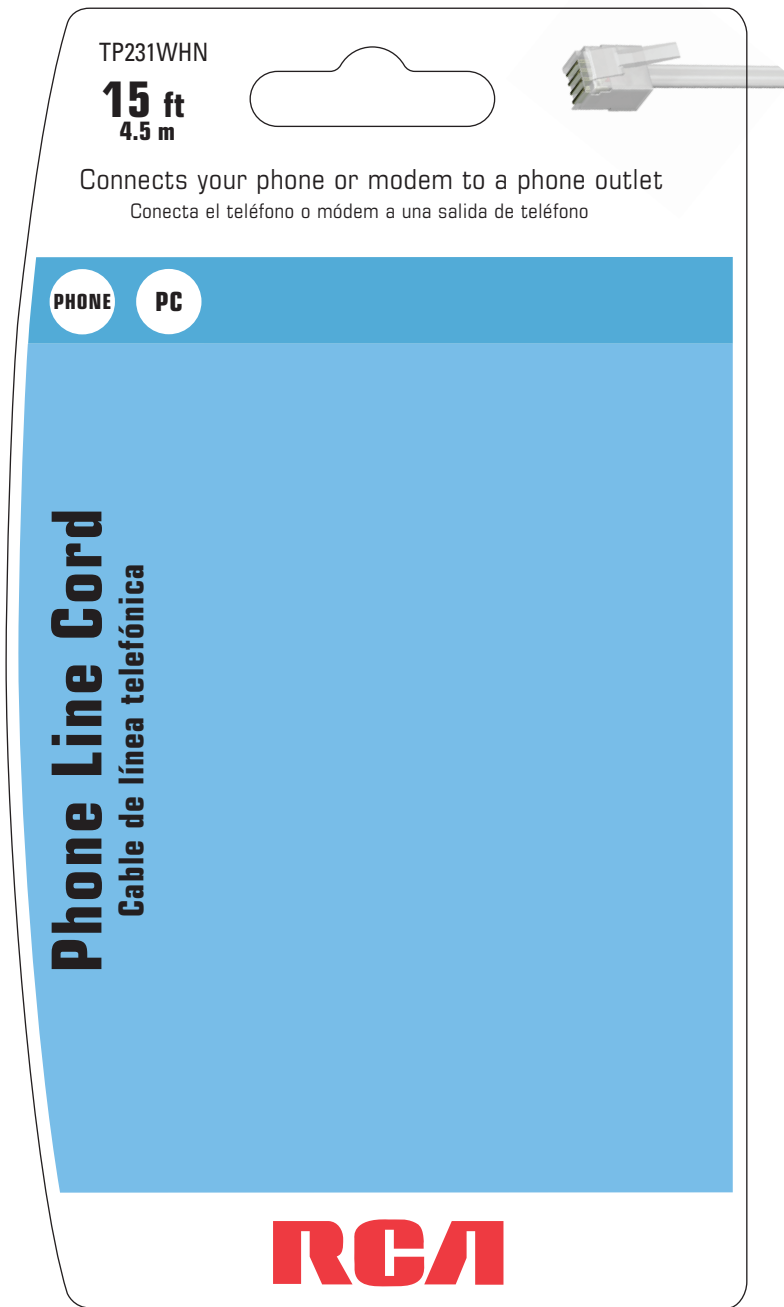 TP231WHN
15 ft
4.5 m
Connects your phone or modem to a phone outlet
Conecta el teléfono o módem a una salida de teléfono
PHONE
PC
Phone Line Cord
Cable de línea telefónica
RCA